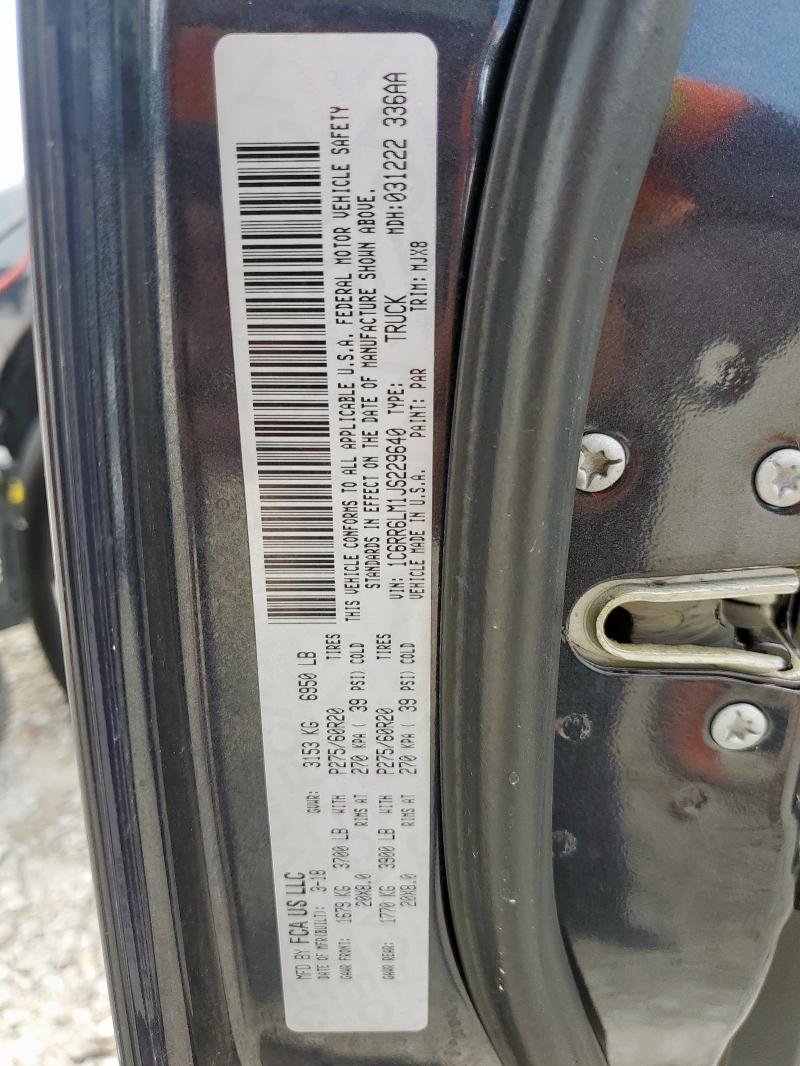 MFD BY FCA US LLC
DATE OF MFR(BUILT): 3-18 GVWR: 3153 KG 6950 LB
GAWR FRONT: 1679 KG 3700 LB WITH P275/60R20 TIRES
20X8.0 RIMS AT 270 KPA ( 39 PSI) COLD
GAWR REAR: 1770 KG 3900 LB WITH P275/60R20 TIRES
20X8.0 RIMS AT 270 KPA ( 39 PSI) COLD
THIS VEHICLE CONFORMS TO ALL APPLICABLE U.S.A. FEDERAL MOTOR VEHICLE SAFETY
STANDARDS IN EFFECT ON THE DATE OF MANUFACTURE SHOWN ABOVE.
VIN: 1C6RR6LM1JS229640 TYPE: TRUCK MDH:031222 336AA
VEHICLE MADE IN U.S.A. PAINT: PAR TRIM: MJX8